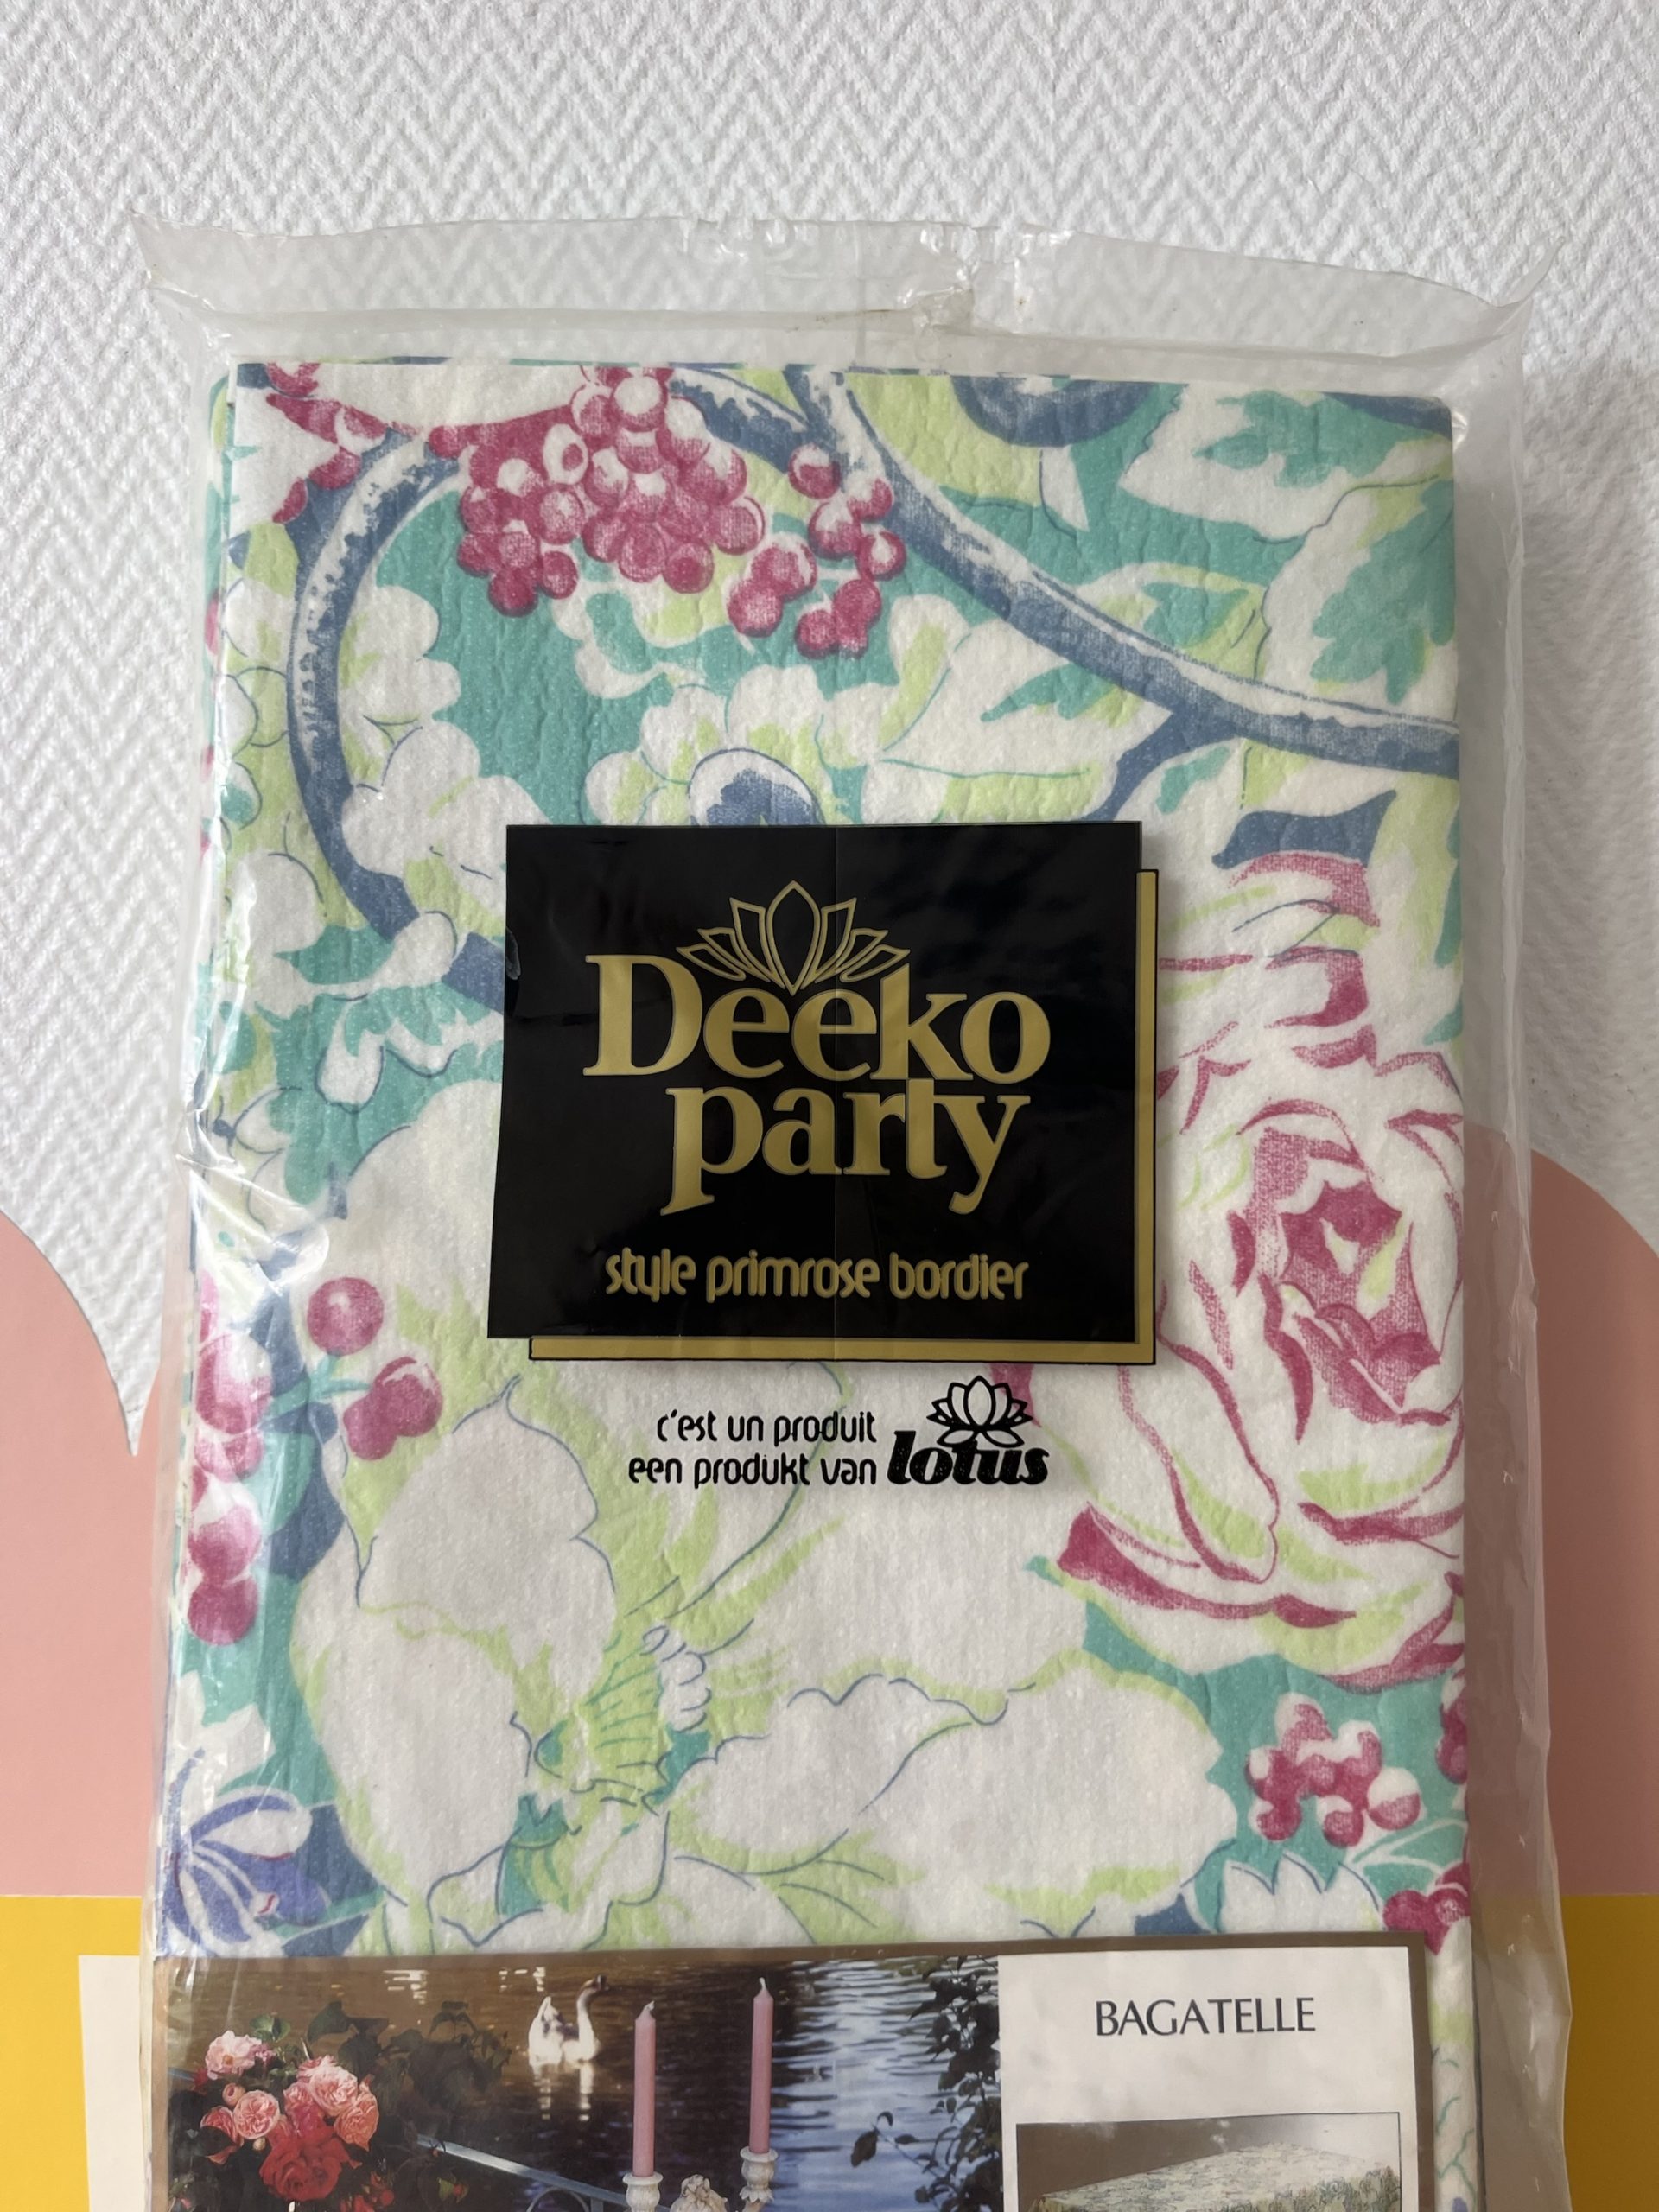 Deeko
party
style primrose bordier
c'est un produit
een produkt van lotus
BAGATELLE